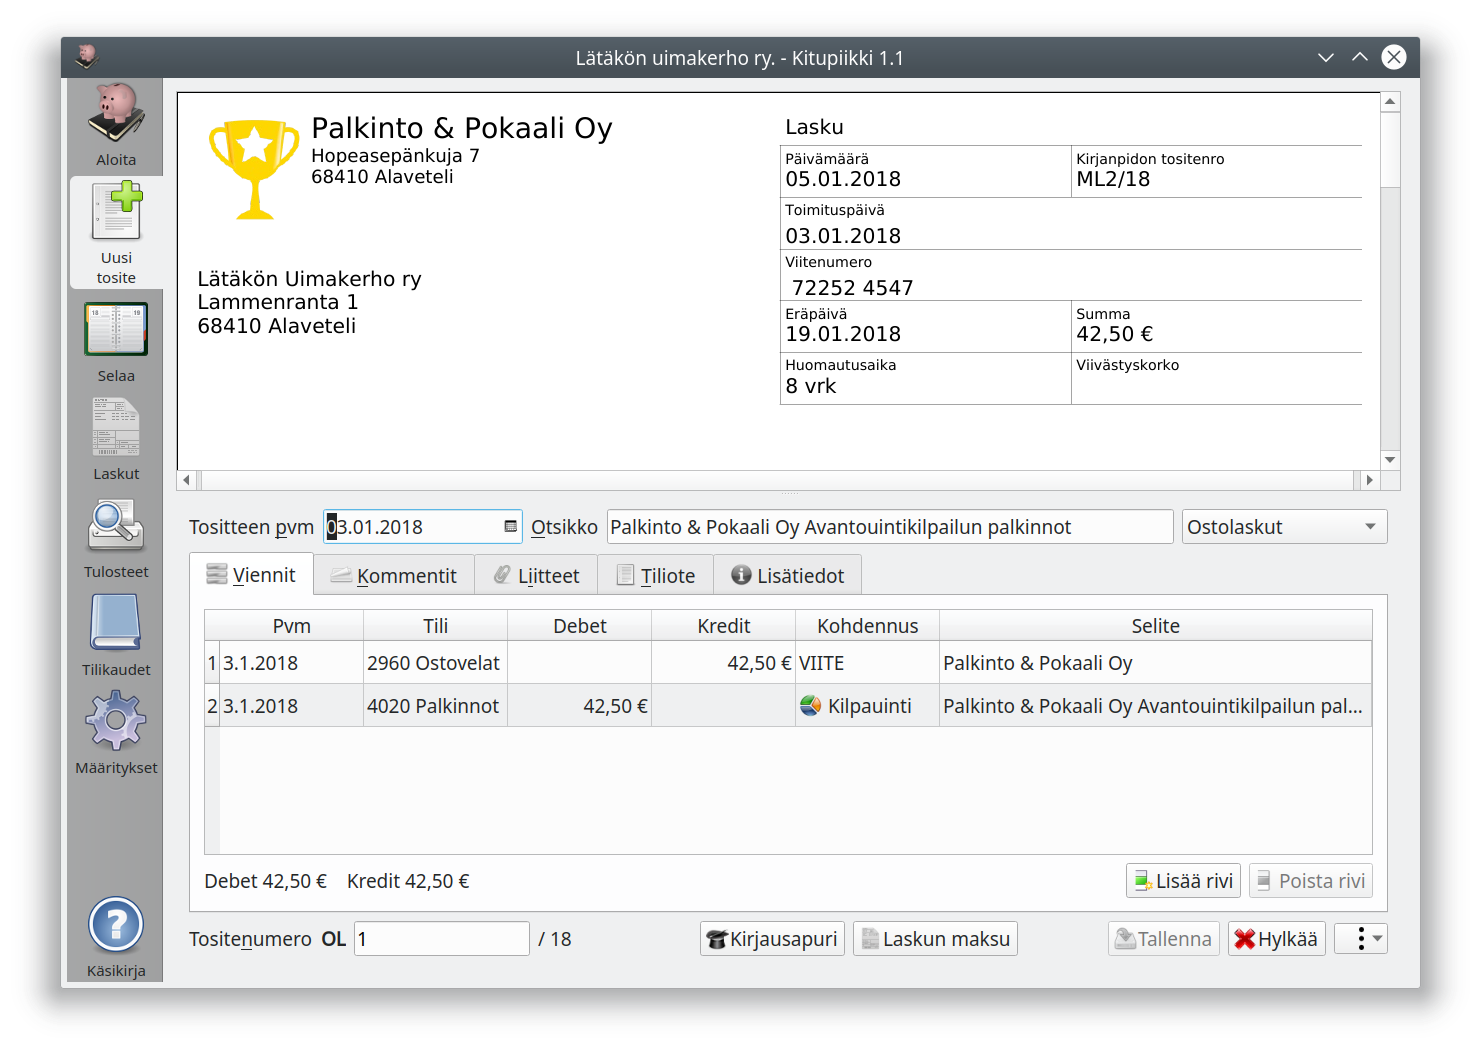 Lätäkön uimakerho ry. - Kitupiikki 1.1
Aloita
Uusi
tosite
Selaa
Laskut
Tulosteet
Tilikaudet
Määritykset
Käsikirja
Palkinto & Pokaali Oy
Hopeasepänkuja 7
68410 Alaveteli
Lätäkön Uimakerho ry
Lammenranta 1
68410 Alaveteli
Lasku
Päivämäärä Kirjanpidon tositenro
05.01.2018 ML2/18
Toimituspäivä
03.01.2018
Viitenumero
72252 4547
Eräpäivä Summa
19.01.2018 42,50 €
Huomautusaika Viivästyskorko
8 vrk
Tositteen pvm 03.01.2018 Otsikko Palkinto & Pokaali Oy Avantouintikilpailun palkinnot Ostolaskut
Viennit Kommentit Liitteet Tiliote Lisätiedot
Pvm Tili Debet Kredit Kohdennus Selite
1 3.1.2018 2960 Ostovelat 42,50 € VIITE Palkinto & Pokaali Oy
2 3.1.2018 4020 Palkinnot 42,50 € Kilpauinti Palkinto & Pokaali Oy Avantouintikilpailun pal...
Debet 42,50 € Kredit 42,50 € Lisää rivi Poista rivi
Tositenumero OL 1 / 18 Kirjausapuri Laskun maksu Tallenna Hylkää